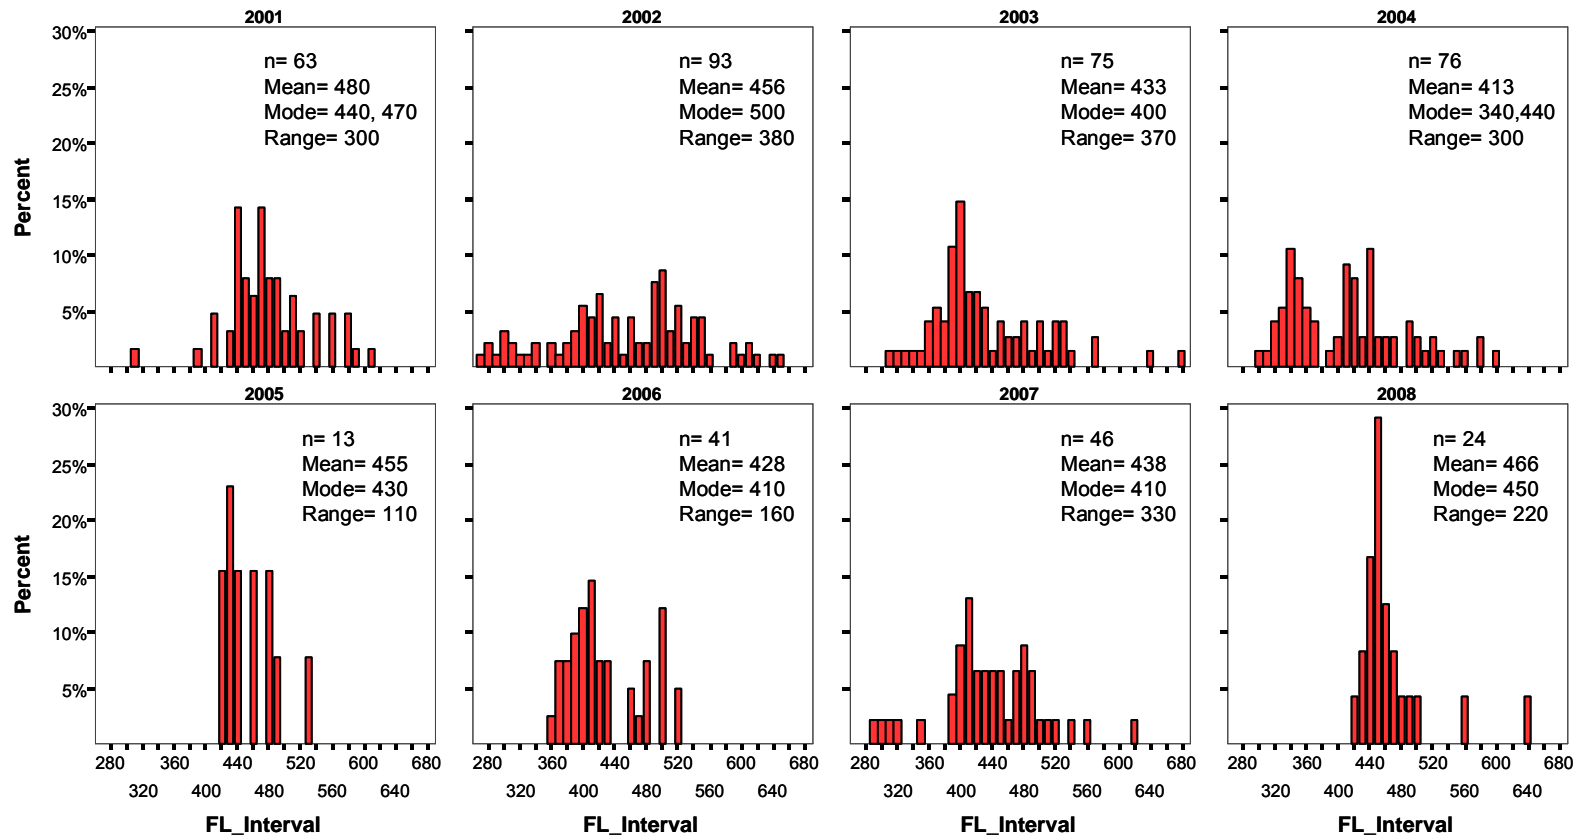 2001
2002
2003
2004
30%
25%
20%
15%
10%
5%
Percent
n= 63
Mean= 480
Mode= 440, 470
Range= 300
n= 93
Mean= 456
Mode= 500
Range= 380
n= 75
Mean= 433
Mode= 400
Range= 370
n= 76
Mean= 413
Mode= 340,440
Range= 300
2005
2006
2007
2008
30%
25%
20%
15%
10%
5%
Percent
n= 13
Mean= 455
Mode= 430
Range= 110
n= 41
Mean= 428
Mode= 410
Range= 160
n= 46
Mean= 438
Mode= 410
Range= 330
n= 24
Mean= 466
Mode= 450
Range= 220
280 360 440 520 600 680
320 400 480 560 640
FL_Interval
280 360 440 520 600 680
320 400 480 560 640
FL_Interval
280 360 440 520 600 680
320 400 480 560 640
FL_Interval
280 360 440 520 600 680
320 400 480 560 640
FL_Interval